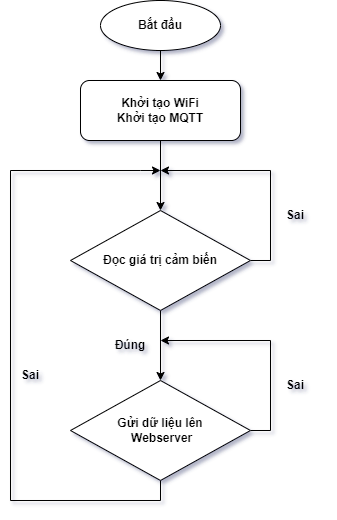 Bắt đầu
Khởi tạo WiFi
Khởi tạo MQTT
Sai
Đọc giá trị cảm biến
Đúng
Sai
Sai
Gửi dữ liệu lên
Webserver